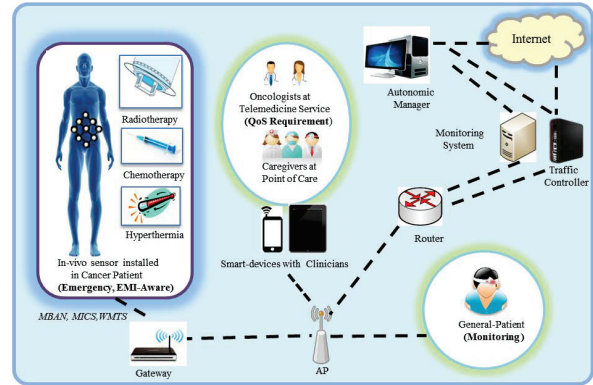 Radiotherapy
Chemotherapy
Hyperthermia
In-vivo sensor installed
in Cancer Patient
(Emergency, EMI-Aware)
MBAN, MICS,WMTS
Gateway
Oncologists at
Telemedicine Service
(QoS Requirement)
Caregivers at
Point of Care
Smart-devices with Clinicians
AP
Autonomic
Manager
Internet
Monitoring
System
Traffic
Controller
Router
General-Patient
(Monitoring)